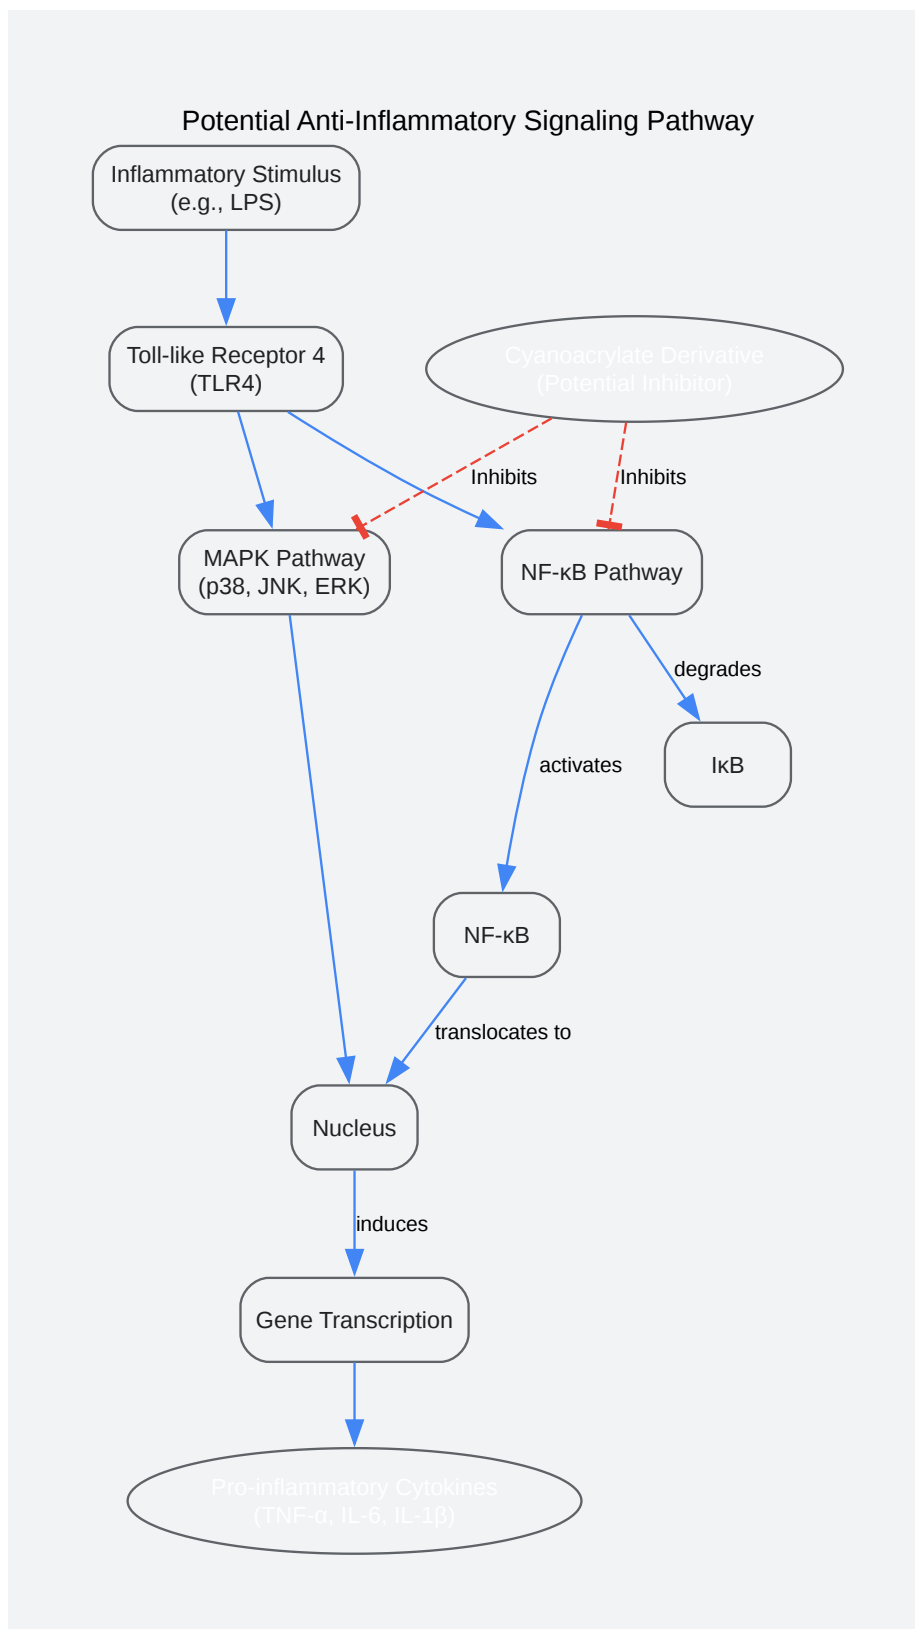 Potential Anti-Inflammatory Signaling Pathway
Inflammatory Stimulus
(e.g., LPS)
Toll-like Receptor 4
(TLR4)
Cyanoacrylate Derivative
(Potential Inhibitor)
Inhibits
Inhibits
MAPK Pathway
(p38, JNK, ERK)
NF-κB Pathway
degrades
activates
IκB
NF-κB
translocates to
Nucleus
induces
Gene Transcription
Pro-inflammatory Cytokines
(TNF-α, IL-6, IL-1β)